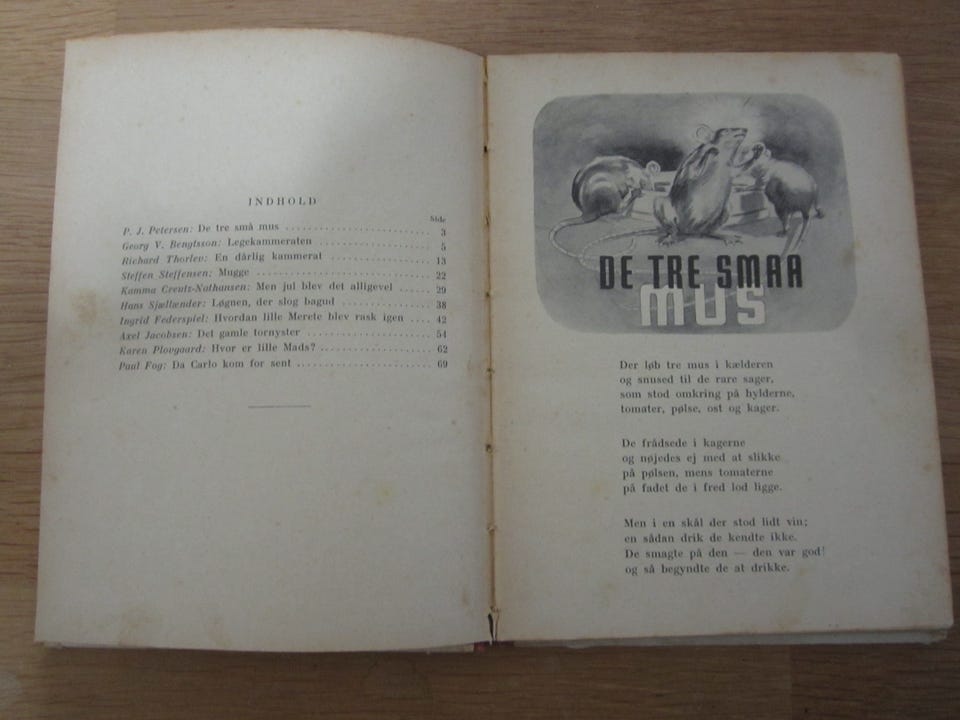 INDHOLD
Side
P. J. Petersen: De tre små mus 3
Georg V. Bengtsson: Legekammeraten 5
Richard Thorlev: En dårlig kammerat 13
Steffen Steffensen: Mugge 22
Kamma Creutz-Nathansen: Men jul blev det alligevel 29
Hans Sjællænder: Løgnen, der slog bagud 38
Ingrid Federspiel: Hvordan lille Merete blev rask igen 42
Axel Jacobsen: Det gamle tornyster 54
Karen Plovgaard: Hvor er lille Mads? 62
Paul Fog: Da Carlo kom for sent 69
DE TRE SMAA
MUS
Der løb tre mus i kælderen
og snused til de rare sager,
som stod omkring på hylderne,
tomater, pølse, ost og kager.
De frådsede i kagerne
og nøjedes ej med at slikke
på pølsen, mens tomaterne
på fadet de i fred lod ligge.
Men i en skål der stod lidt vin;
en sådan drik de kendte ikke.
De smagte på den — den var god!
og så begyndte de at drikke.